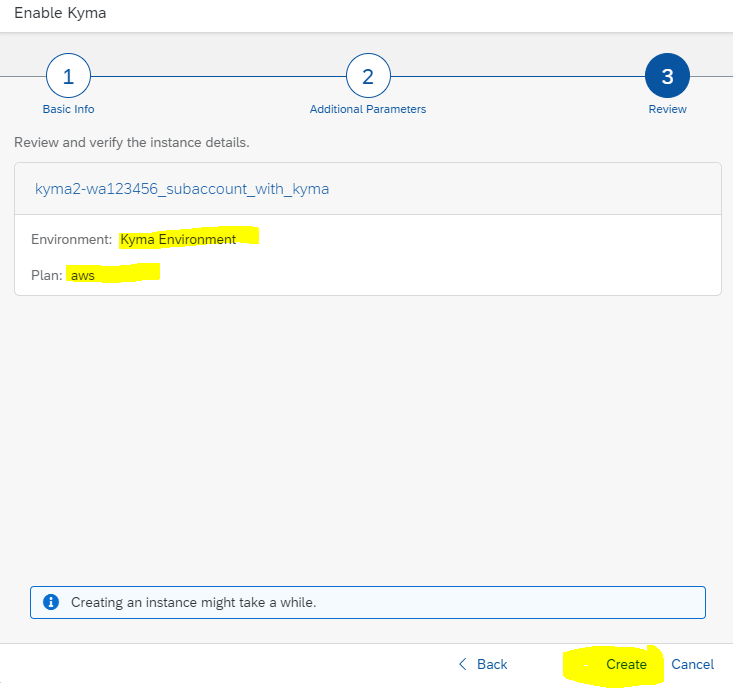 Enable Kyma
1 2 3
Basic Info Additional Parameters Review
Review and verify the instance details.
kyma2-wa123456_subaccount_with_kyma
Environment: Kyma Environment
Plan: aws
Creating an instance might take a while.
Back Create Cancel